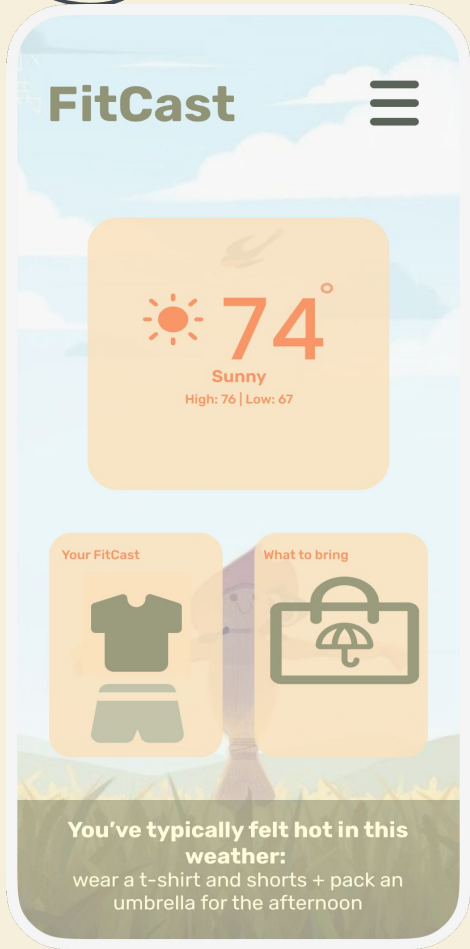 FitCast
74°
Sunny
High: 76 | Low: 67
Your FitCast
What to bring
You've typically felt hot in this
weather:
wear a t-shirt and shorts + pack an
umbrella for the afternoon